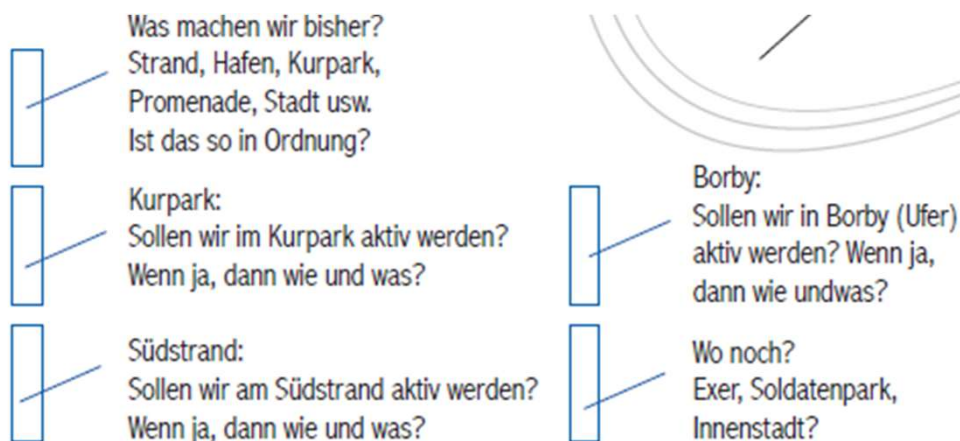 Was machen wir bisher?
Strand, Hafen, Kurpark,
Promenade, Stadt usw.
Ist das so in Ordnung?
Kurpark:
Sollen wir im Kurpark aktiv werden?
Wenn ja, dann wie und was?
Südstrand:
Sollen wir am Südstrand aktiv werden?
Wenn ja, dann wie und was?
Borby:
Sollen wir in Borby (Ufer)
aktiv werden? Wenn ja,
dann wie undwas?
Wo noch?
Exer, Soldatenpark,
Innenstadt?